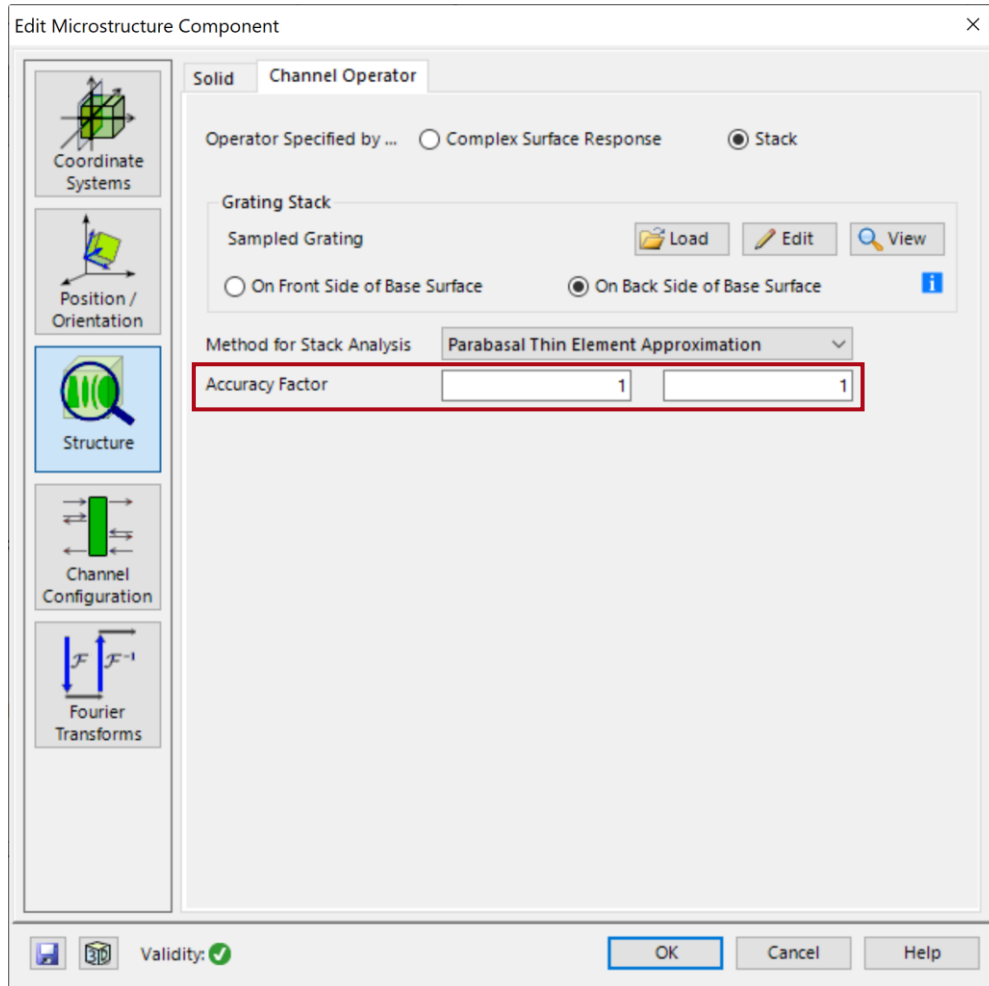 Edit Microstructure Component
Solid
Channel Operator
Operator Specified by ... Complex Surface Response Stack
Grating Stack
Sampled Grating Load Edit View
On Front Side of Base Surface On Back Side of Base Surface
Method for Stack Analysis Parabasal Thin Element Approximation
Accuracy Factor 1 1
Coordinate
Systems
Position /
Orientation
Structure
Channel
Configuration
F F⁻¹
Fourier
Transforms
3D Validity: OK Cancel Help